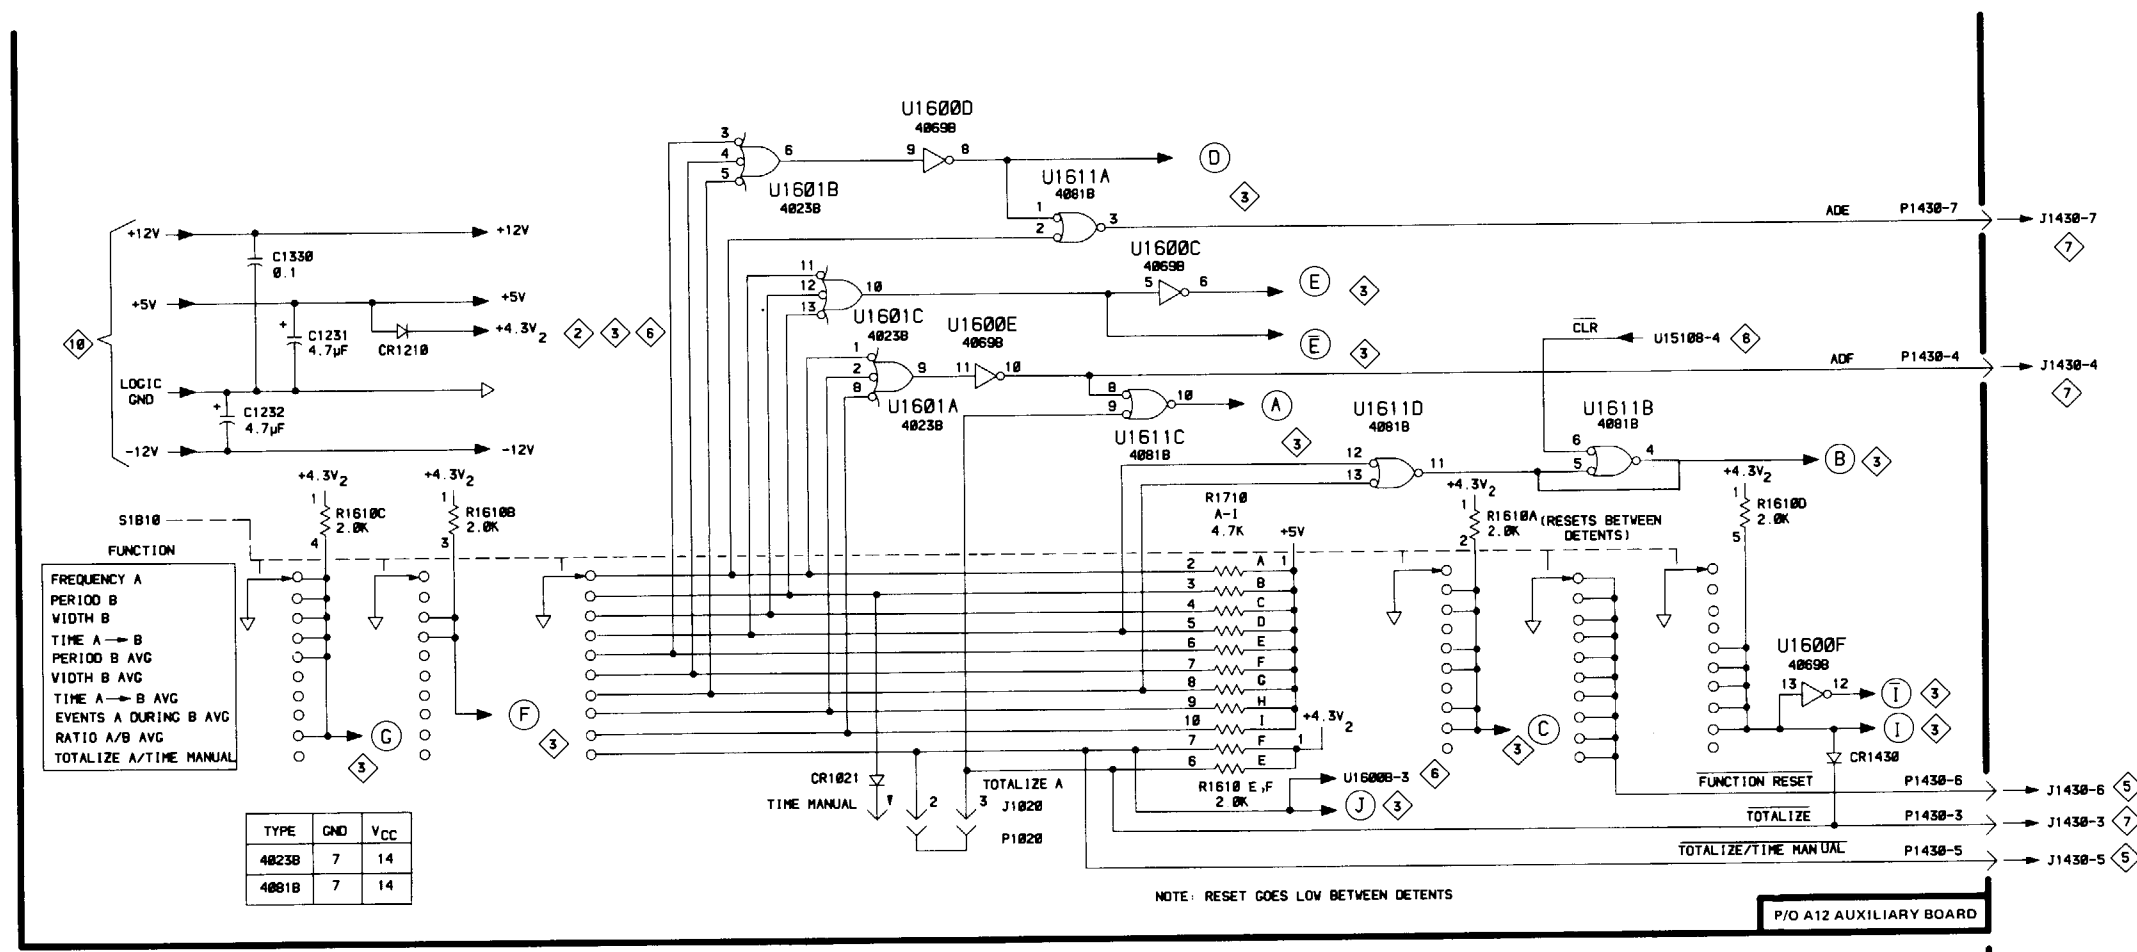 U1600D
4069B
3
4
5
6
9
8
D
U1601B
4023B
U1611A
4081B
3
1
2
3
ADE
P1430-7
J1430-7
7
+12V
+12V
C1330
0.1
+5V
+5V
+
C1231
4.7µF
CR1210
+4.3V2
2
3
6
10
LOGIC
GND
+
C1232
4.7µF
-12V
-12V
11
12
13
10
U1601C
4023B
U1600C
4069B
5
6
E
3
E̅
3
U1600E
4069B
1
2
8
9
11
10
U1601A
4023B
8
9
10
A
3
U1611C
4081B
C̅L̅R̅
U1510B-4
8
ADF
P1430-4
J1430-4
7
U1611D
4081B
12
13
11
U1611B
4081B
6
5
4
B
3
S1B10
+4.3V2
1
R1610C
2.0K
4
+4.3V2
1
R1610B
2.0K
3
R1710
A-I
4.7K
+5V
+4.3V2
1
R1610A
2.0K
2
(RESETS BETWEEN
DETENTS)
+4.3V2
1
R1610D
2.0K
5
FUNCTION
FREQUENCY A
PERIOD B
WIDTH B
TIME A → B
PERIOD B AVG
WIDTH B AVG
TIME A → B AVG
EVENTS A DURING B AVG
RATIO A/B AVG
TOTALIZE A/TIME MANUAL
G
3
F
3
2 A 1
3 B
4 C
5 D
6 E
7 F
8 G
9 H
10 I
+4.3V2
7 F 1
6 E
R1610 E,F
2.0K
U1600B-3
6
J
3
C
3
U1600F
4069B
13
12
I̅
3
I
3
CR1430
CR1021
TIME MANUAL
1
2
3
TOTALIZE A
J1020
P1020
F̅U̅N̅C̅T̅I̅O̅N̅ R̅E̅S̅E̅T̅
P1430-6
J1430-6
5
T̅O̅T̅A̅L̅I̅Z̅E̅
P1430-3
J1430-3
7
T̅O̅T̅A̅L̅I̅Z̅E̅/̅T̅I̅M̅E̅ M̅A̅N̅U̅A̅L̅
P1430-5
J1430-5
5
TYPE GND VCC
4023B 7 14
4081B 7 14
NOTE: RESET GOES LOW BETWEEN DETENTS
P/O A12 AUXILIARY BOARD